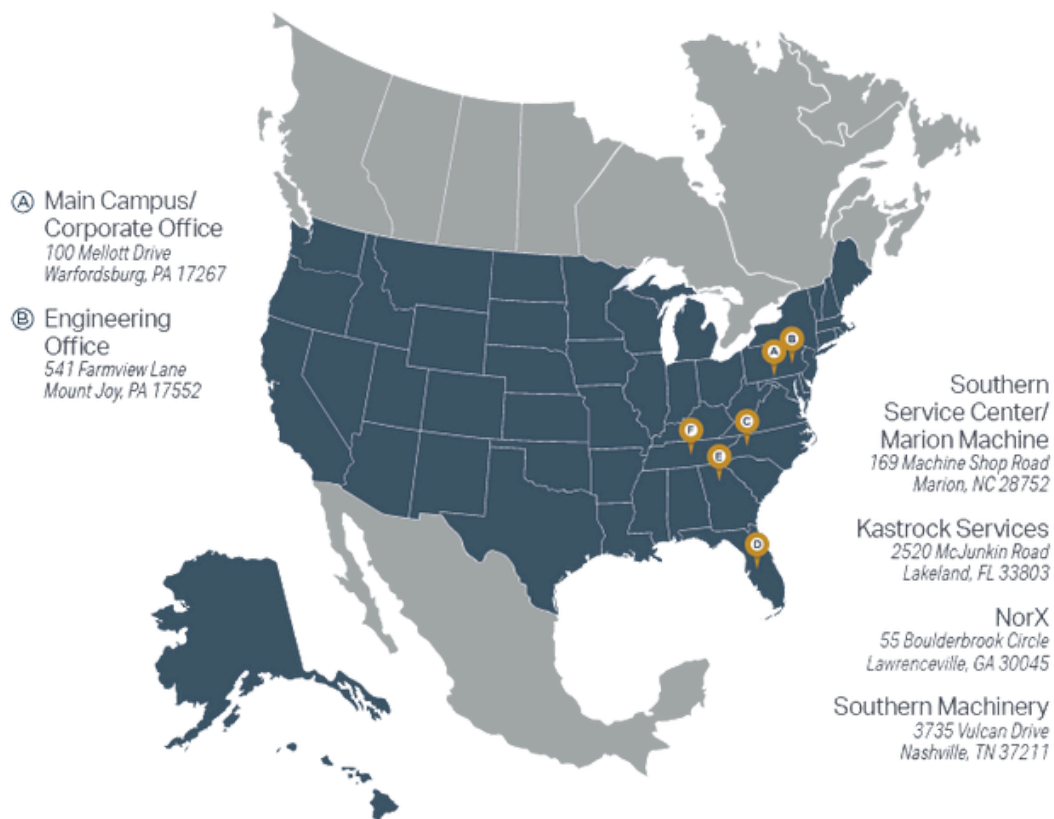 A Main Campus/
Corporate Office
100 Mellott Drive
Warfordsburg, PA 17267
B Engineering
Office
541 Farmview Lane
Mount Joy, PA 17552
A
B
C
F
E
D
Southern
Service Center/
Marion Machine
169 Machine Shop Road
Marion, NC 28752
Kastrock Services
2520 McJunkin Road
Lakeland, FL 33803
NorX
55 Boulderbrook Circle
Lawrenceville, GA 30045
Southern Machinery
3735 Vulcan Drive
Nashville, TN 37211